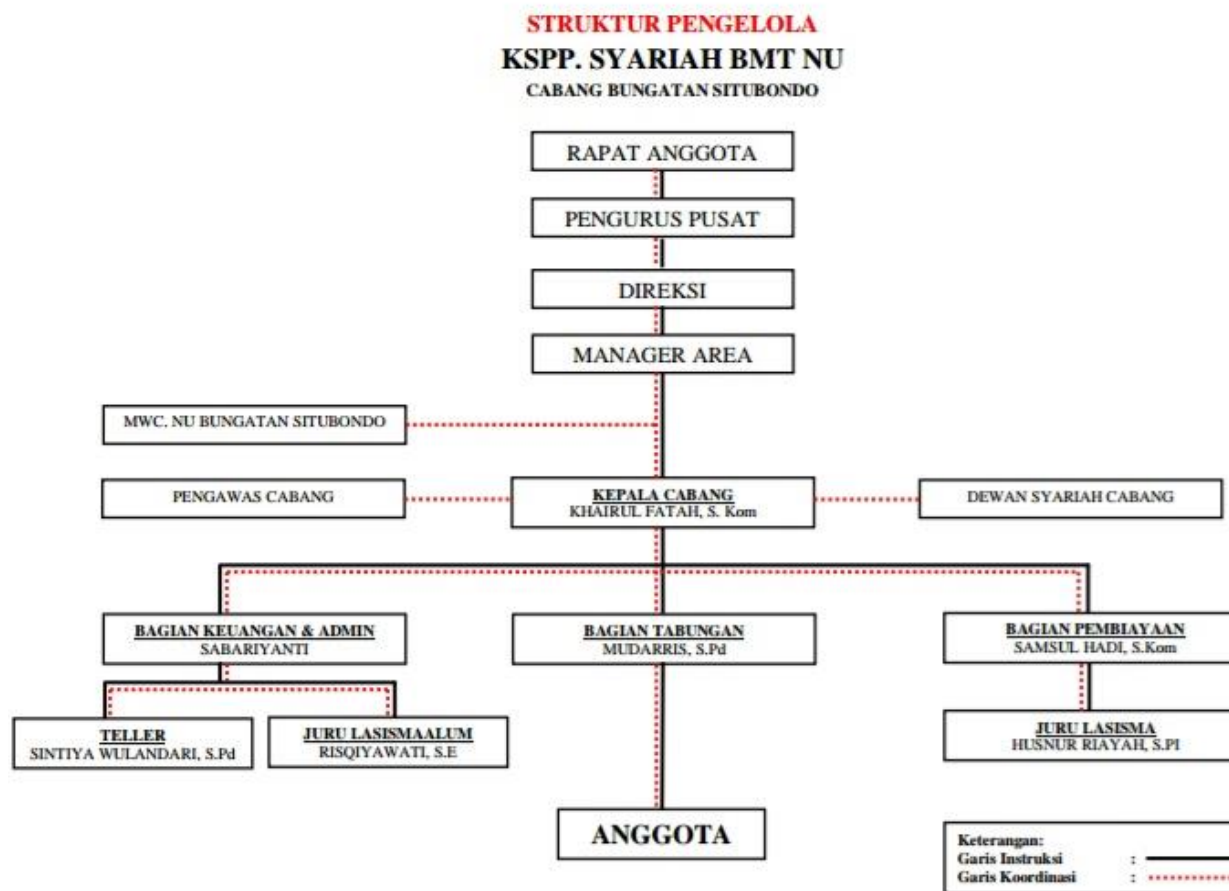 STRUKTUR PENGELOLA
KSPP. SYARIAH BMT NU
CABANG BUNGATAN SITUBONDO
RAPAT ANGGOTA
PENGURUS PUSAT
DIREKSI
MANAGER AREA
MWC. NU BUNGATAN SITUBONDO
PENGAWAS CABANG
KEPALA CABANG
KHAIRUL FATAH, S. Kom
DEWAN SYARIAH CABANG
BAGIAN KEUANGAN & ADMIN
SABARIYANTI
BAGIAN TABUNGAN
MUDARRIS, S.Pd
BAGIAN PEMBIAYAAN
SAMSUL HADI, S.Kom
TELLER
SINTIYA WULANDARI, S.Pd
JURU LASISMAALUM
RISQIYAWATI, S.E
JURU LASISMA
HUSNUR RIAYAH, S.PI
ANGGOTA
Keterangan:
Garis Instruksi :
Garis Koordinasi :